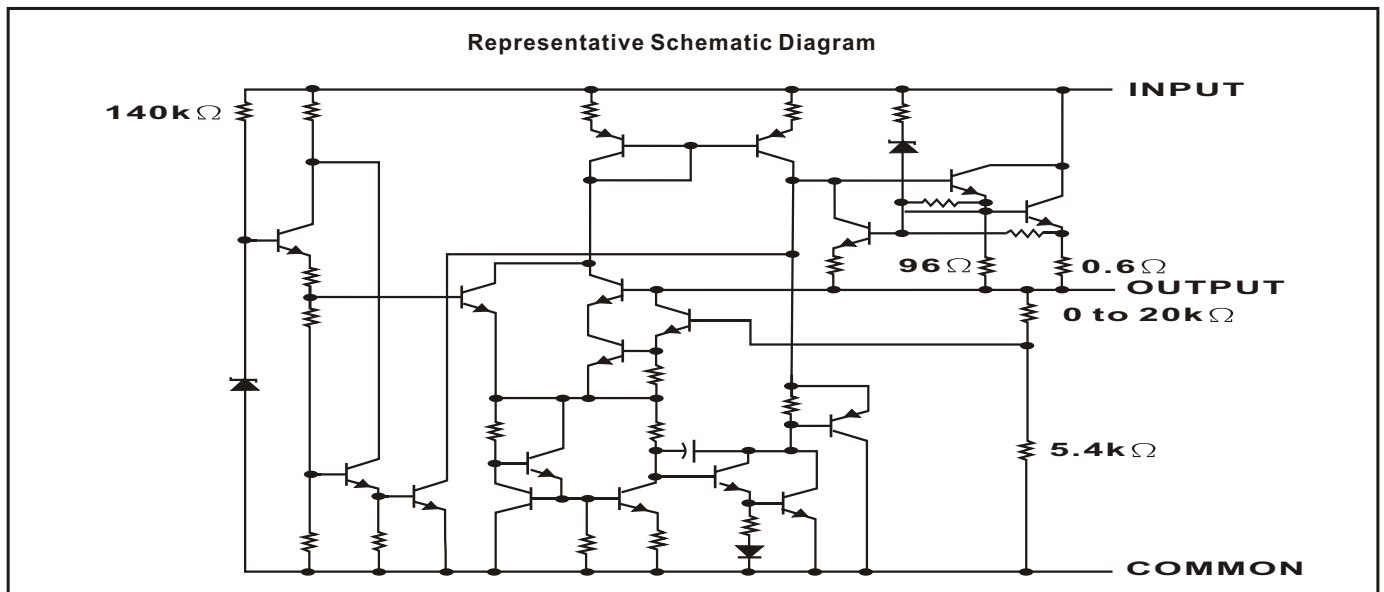 Representative Schematic Diagram
INPUT
140kΩ
96Ω
0.6Ω
OUTPUT
0 to 20kΩ
5.4kΩ
COMMON